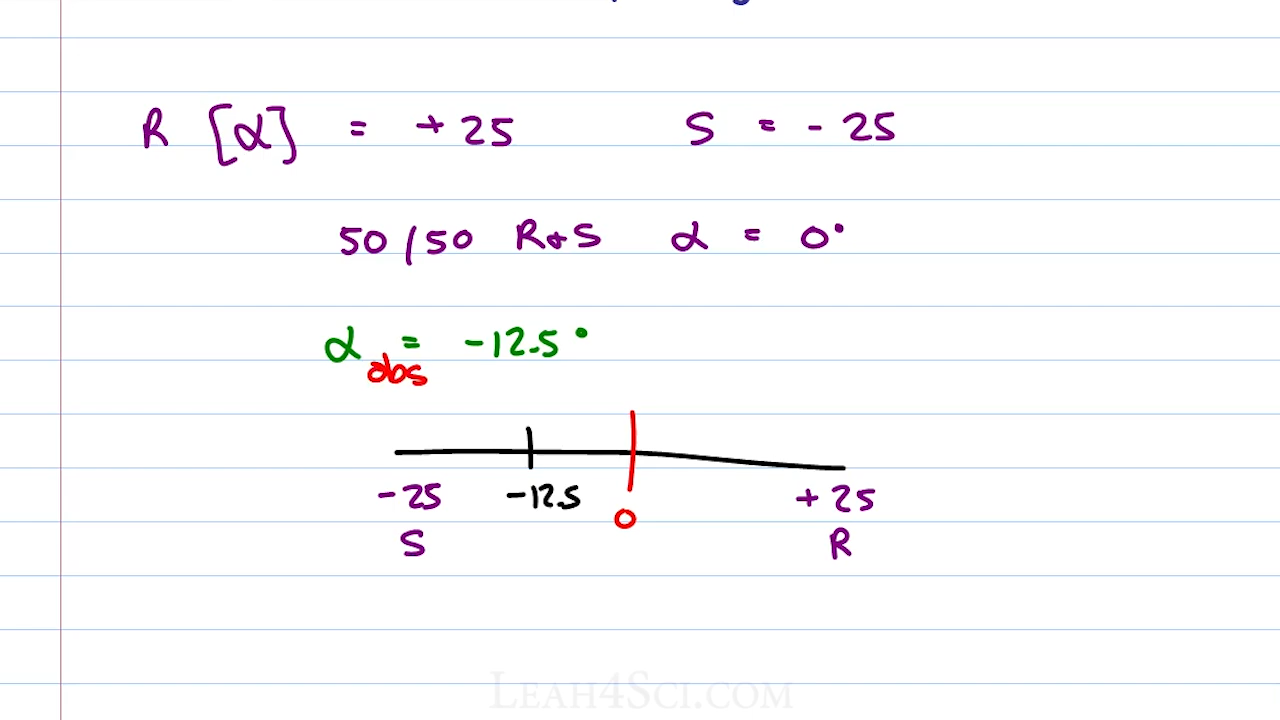 R [α] = +25 S = -25
50/50 R+S α = 0°
α obs = -12.5°
-25 -12.5 0 +25
S R
LEAH4SCI.COM